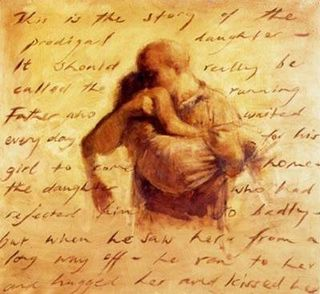 This is the story of the
prodigal daughter -
It should really be
called the running
Father who waited
every day for his
girl to come home -
the daughter who had
rejected him so badly -
but when he saw her from a
long way off - he ran to her
and hugged her and kissed her